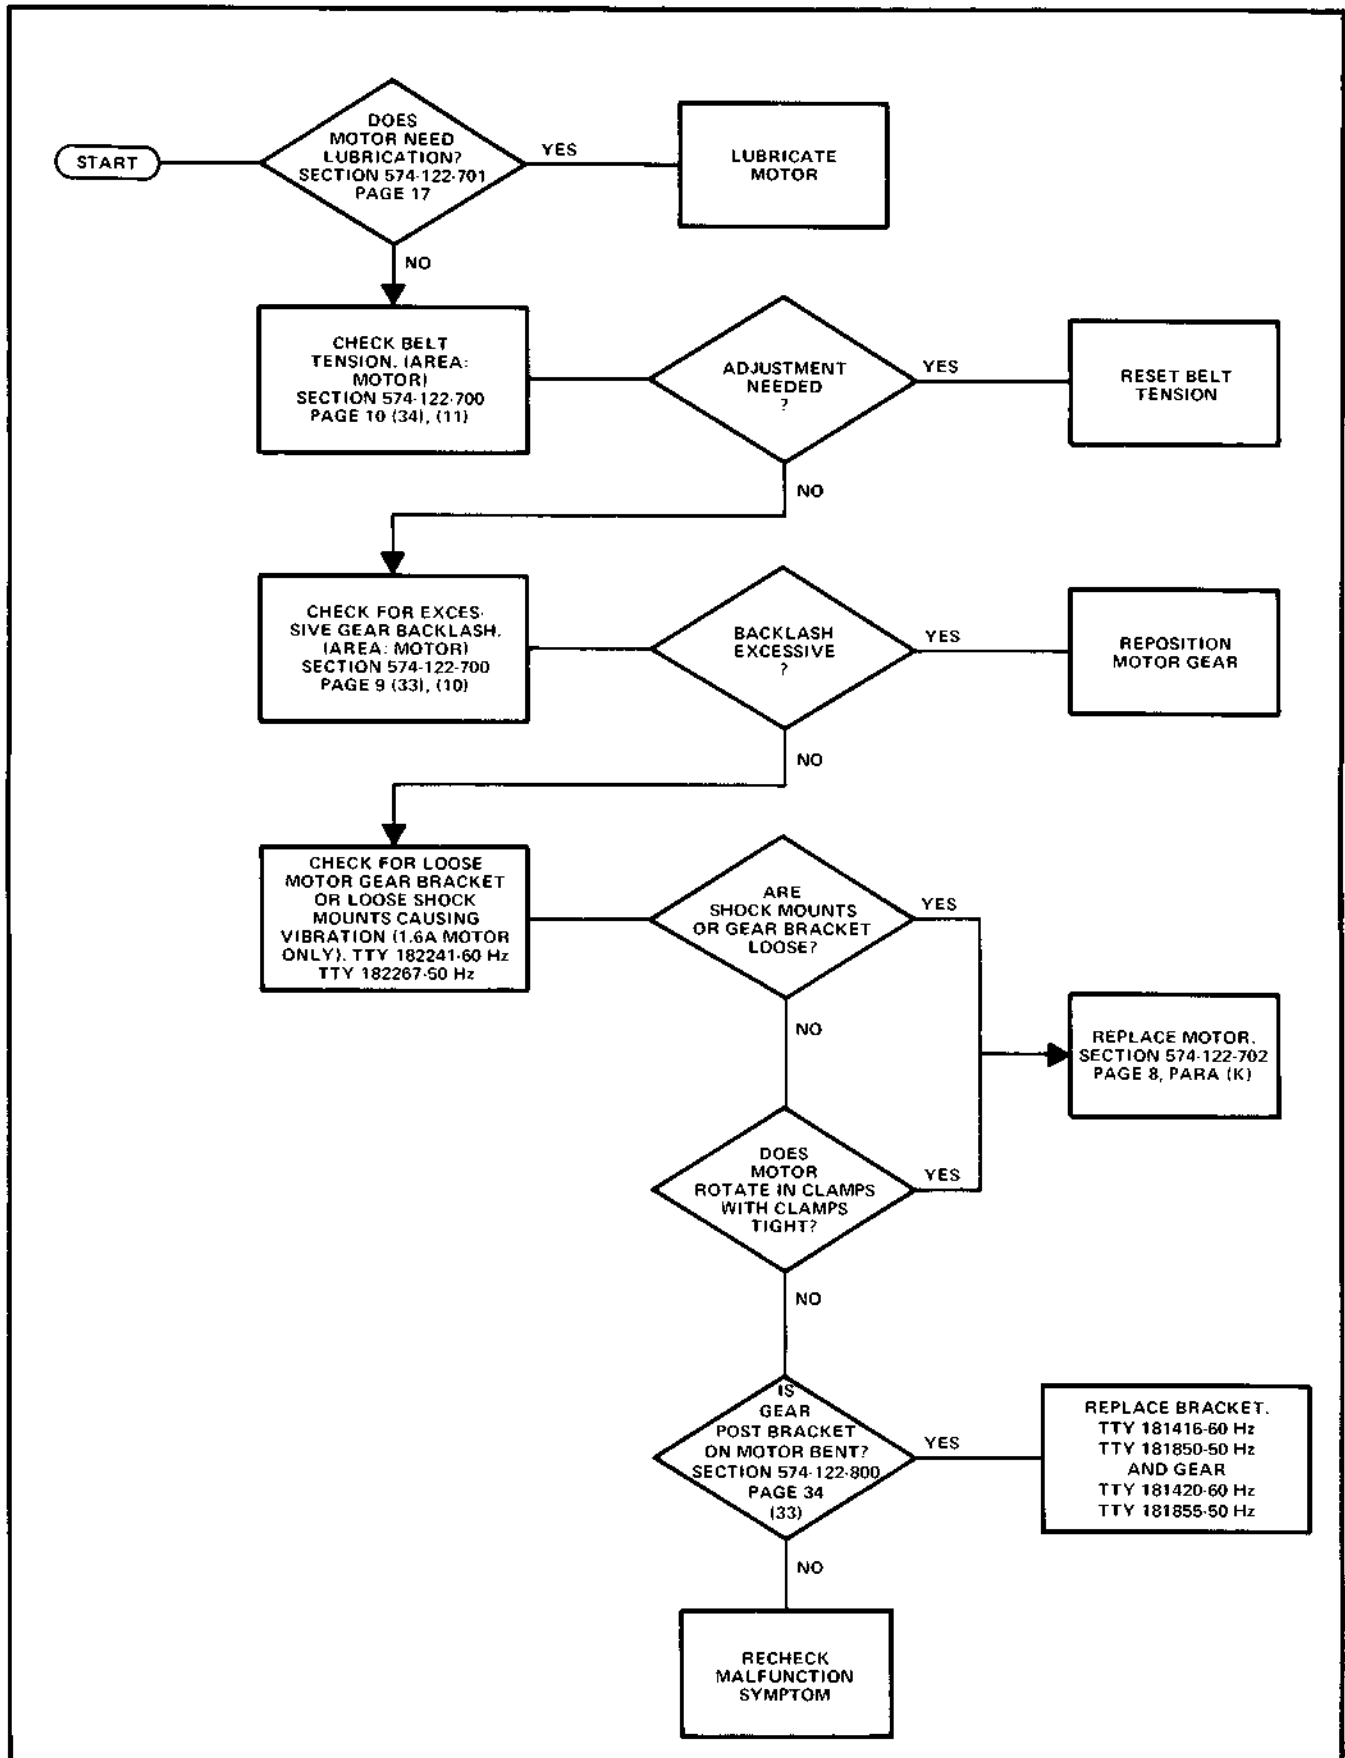 START
DOES
MOTOR NEED
LUBRICATION?
SECTION 574-122-701
PAGE 17
YES
LUBRICATE
MOTOR
NO
CHECK BELT
TENSION. (AREA:
MOTOR)
SECTION 574-122-700
PAGE 10 (34), (11)
ADJUSTMENT
NEEDED
?
YES
RESET BELT
TENSION
NO
CHECK FOR EXCES-
SIVE GEAR BACKLASH.
(AREA: MOTOR)
SECTION 574-122-700
PAGE 9 (33), (10)
BACKLASH
EXCESSIVE
?
YES
REPOSITION
MOTOR GEAR
NO
CHECK FOR LOOSE
MOTOR GEAR BRACKET
OR LOOSE SHOCK
MOUNTS CAUSING
VIBRATION (1.6A MOTOR
ONLY). TTY 182241-60 Hz
TTY 182267-50 Hz
ARE
SHOCK MOUNTS
OR GEAR BRACKET
LOOSE?
YES
NO
REPLACE MOTOR.
SECTION 574-122-702
PAGE 8, PARA (K)
DOES
MOTOR
ROTATE IN CLAMPS
WITH CLAMPS
TIGHT?
YES
NO
IS
GEAR
POST BRACKET
ON MOTOR BENT?
SECTION 574-122-800
PAGE 34
(33)
YES
REPLACE BRACKET.
TTY 181416-60 Hz
TTY 181850-50 Hz
AND GEAR
TTY 181420-60 Hz
TTY 181855-50 Hz
NO
RECHECK
MALFUNCTION
SYMPTOM